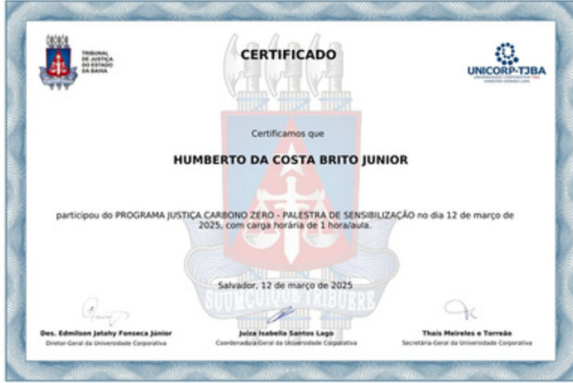 TRIBUNAL
DE JUSTIÇA
DO ESTADO
DA BAHIA
CERTIFICADO
UNICORP-TJBA
Certificamos que
HUMBERTO DA COSTA BRITO JUNIOR
participou do PROGRAMA JUSTIÇA CARBONO ZERO - PALESTRA DE SENSIBILIZAÇÃO no dia 12 de março de
2025, com carga horária de 1 hora/aula.
Salvador, 12 de março de 2025
SUUMCUIQUE TRIBUERE
Des. Edmilson Jatahy Fonseca Júnior
Juíza Isabella Santos Lago
Thais Meireles e Torreão
Diretor-Geral da Universidade Corporativa
Coordenadora-Geral da Universidade Corporativa
Secretária-Geral da Universidade Corporativa